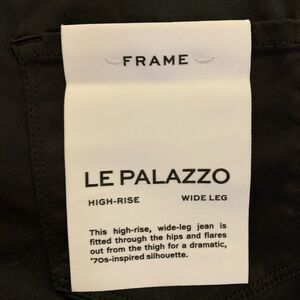 FRAME
LE PALAZZO
HIGH-RISE WIDE LEG
This high-rise, wide-leg jean is
fitted through the hips and flares
out from the thigh for a dramatic,
'70s-inspired silhouette.